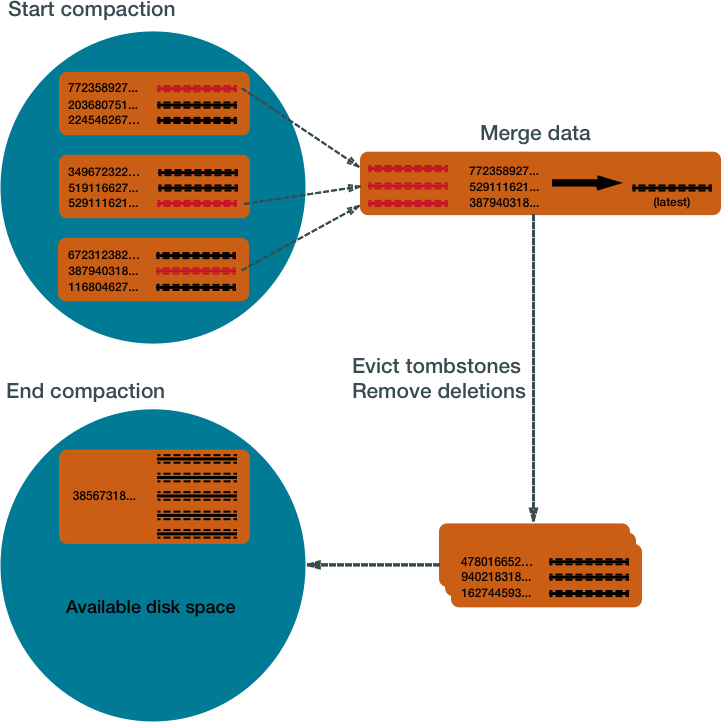 Start compaction
772358927...
203680751...
224546267...
349672322...
519116627...
529111621...
672312382...
387940318...
116804627...
Merge data
772358927...
529111621...
387940318...
(latest)
Evict tombstones
Remove deletions
End compaction
38567318...
Available disk space
478016652...
940218318...
162744593...